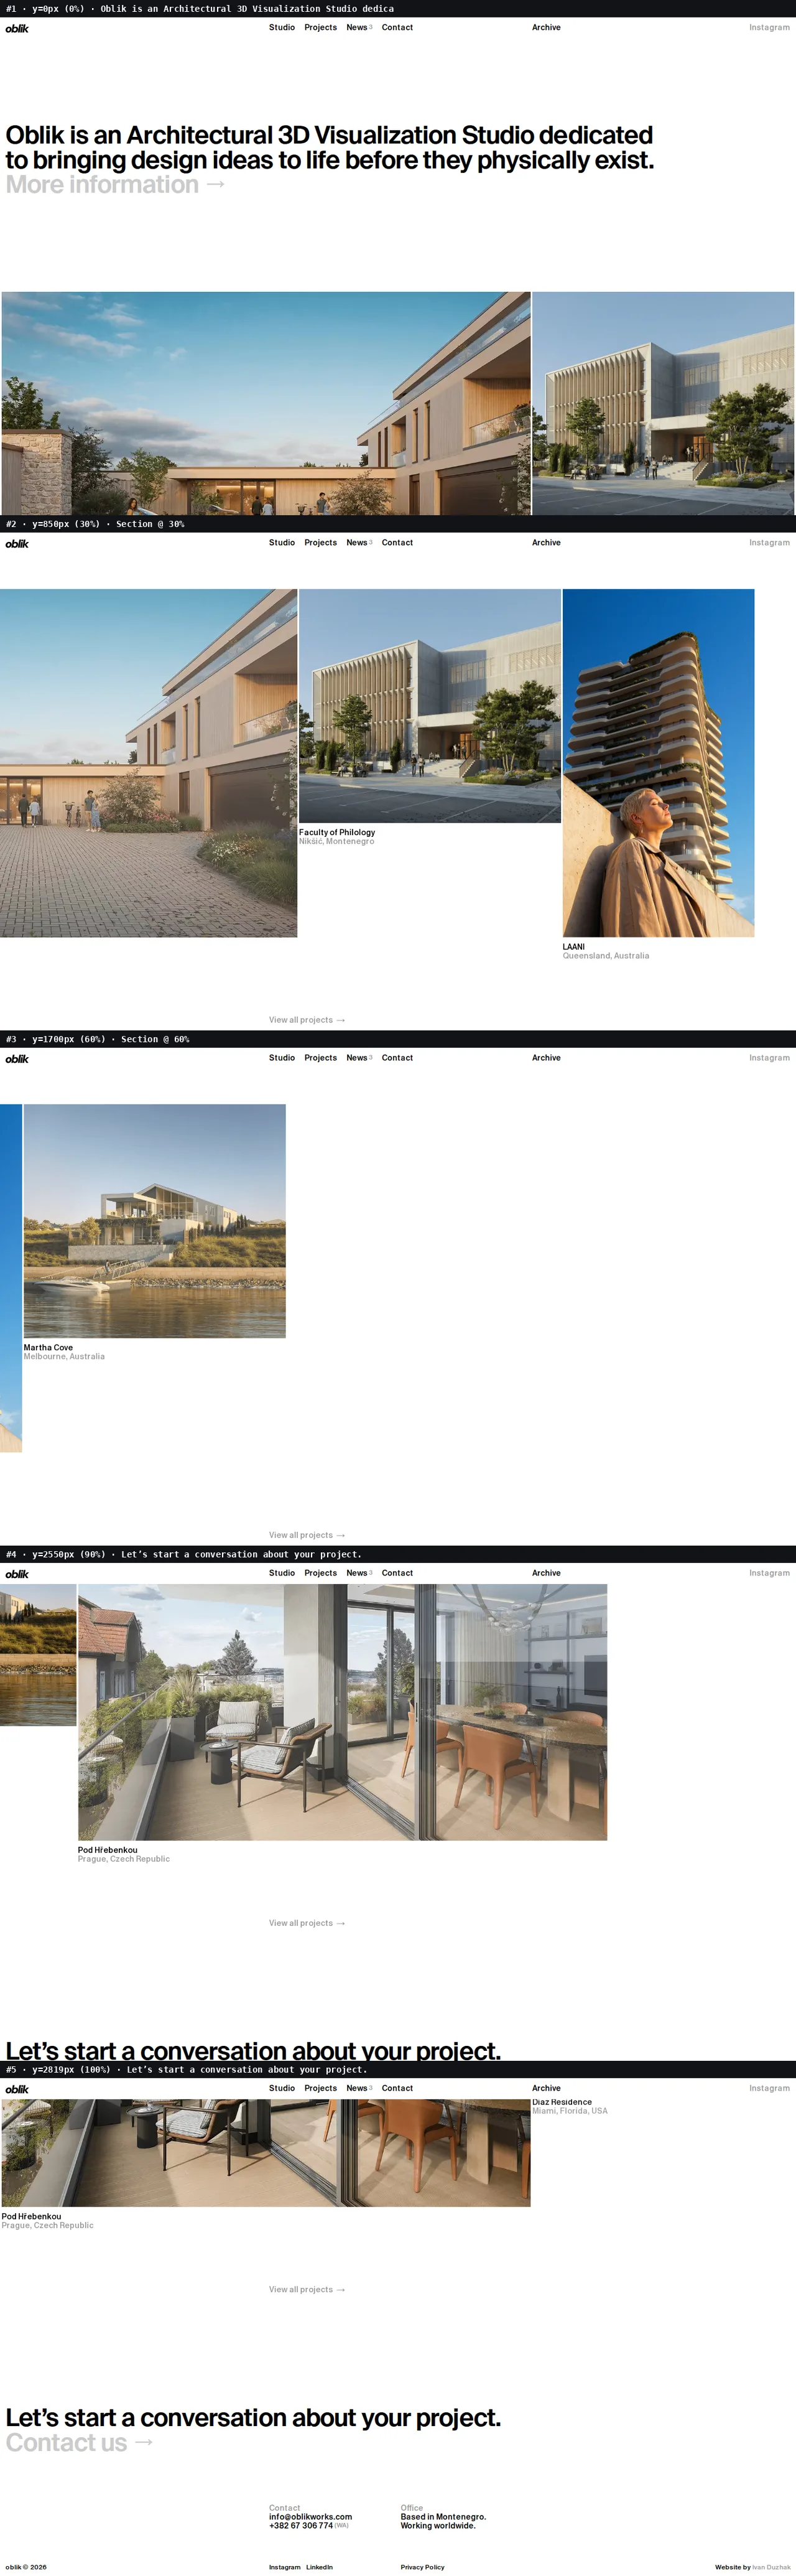 #1 · y=0px (0%) · Oblik is an Architectural 3D Visualization Studio dedica
oblik Studio Projects News 3 Contact Archive Instagram
Oblik is an Architectural 3D Visualization Studio dedicated
to bringing design ideas to life before they physically exist.
More information →
#2 · y=850px (30%) · Section @ 30%
oblik Studio Projects News 3 Contact Archive Instagram
Faculty of Philology
Nikšić, Montenegro
LAANI
Queensland, Australia
View all projects →
#3 · y=1700px (60%) · Section @ 60%
oblik Studio Projects News 3 Contact Archive Instagram
Martha Cove
Melbourne, Australia
View all projects →
#4 · y=2550px (90%) · Let’s start a conversation about your project.
oblik Studio Projects News 3 Contact Archive Instagram
Pod Hřebenkou
Prague, Czech Republic
View all projects →
Let’s start a conversation about your project.
#5 · y=2819px (100%) · Let’s start a conversation about your project.
oblik Studio Projects News 3 Contact Archive Instagram
Diaz Residence
Miami, Florida, USA
Pod Hřebenkou
Prague, Czech Republic
View all projects →
Let’s start a conversation about your project.
Contact us →
Contact
info@oblikworks.com
+382 67 306 774 (WA)
Office
Based in Montenegro.
Working worldwide.
oblik © 2026 Instagram LinkedIn Privacy Policy Website by Ivan Duzhak